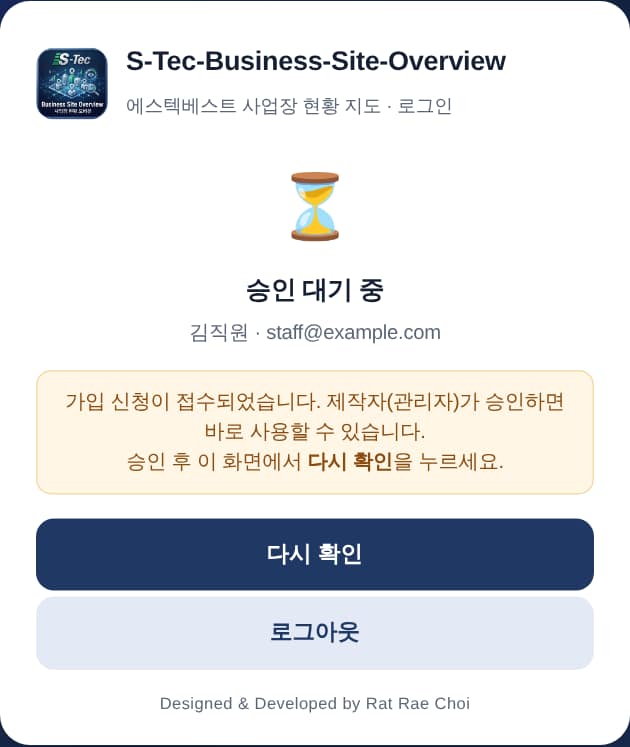 S-Tec
Business Site Overview
S-Tec-Business-Site-Overview
에스텍베스트 사업장 현황 지도 · 로그인
승인 대기 중
김직원 · staff@example.com
가입 신청이 접수되었습니다. 제작자(관리자)가 승인하면
바로 사용할 수 있습니다.
승인 후 이 화면에서 다시 확인을 누르세요.
다시 확인
로그아웃
Designed & Developed by Rat Rae Choi